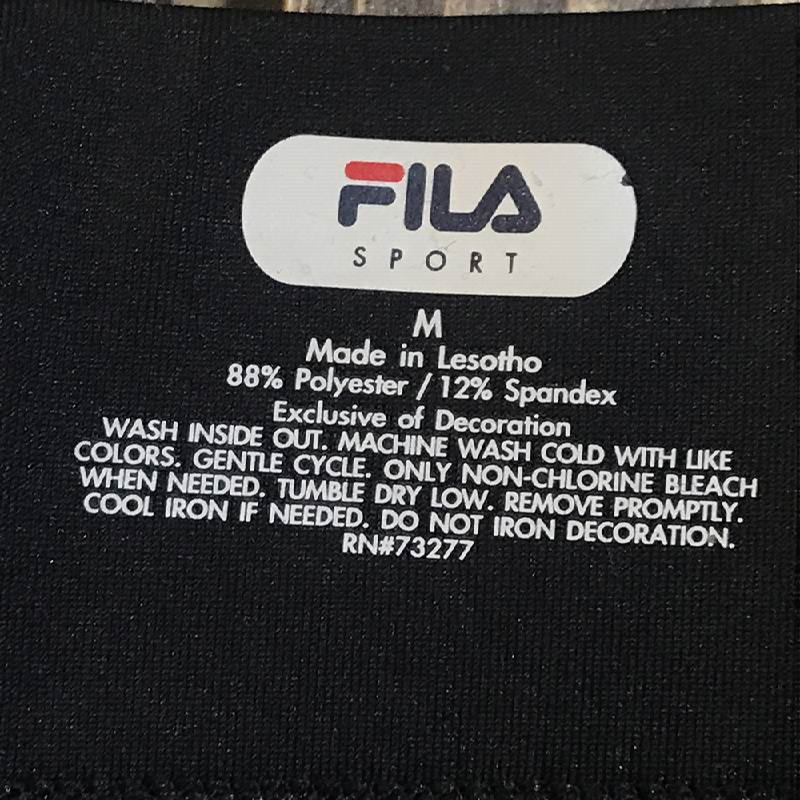 FILA
SPORT
M
Made in Lesotho
88% Polyester / 12% Spandex
Exclusive of Decoration
WASH INSIDE OUT. MACHINE WASH COLD WITH LIKE
COLORS. GENTLE CYCLE. ONLY NON-CHLORINE BLEACH
WHEN NEEDED. TUMBLE DRY LOW. REMOVE PROMPTLY.
COOL IRON IF NEEDED. DO NOT IRON DECORATION.
RN#73277